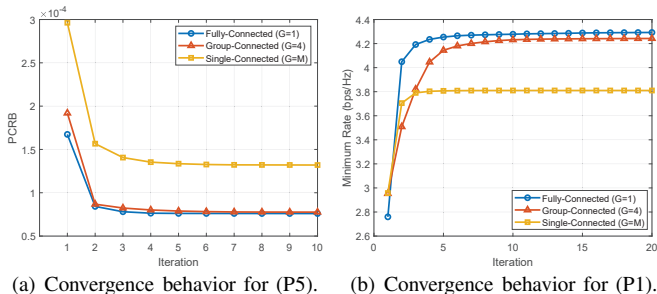 3 ×10⁻⁴
Fully-Connected (G=1)
Group-Connected (G=4)
Single-Connected (G=M)
2.5
2
1.5
1
0.5
PCRB
1 2 3 4 5 6 7 8 9 10
Iteration
(a) Convergence behavior for (P5).
4.4
4.2
4
3.8
3.6
3.4
3.2
3
2.8
2.6
Minimum Rate (bps/Hz)
Fully-Connected (G=1)
Group-Connected (G=4)
Single-Connected (G=M)
0 5 10 15 20
Iteration
(b) Convergence behavior for (P1).